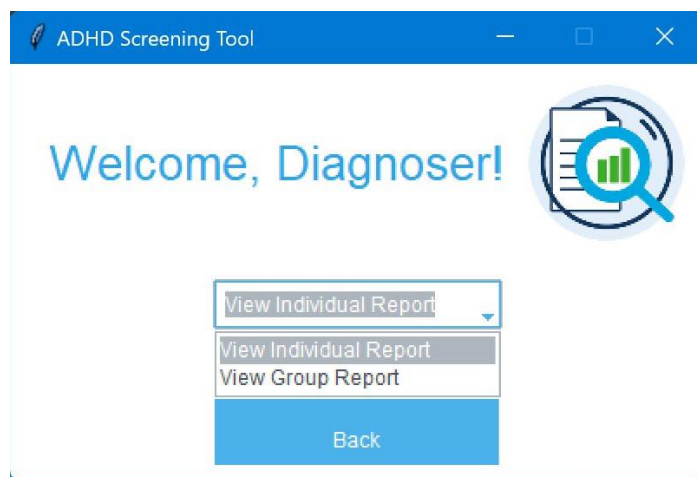 ADHD Screening Tool
Welcome, Diagnoser!
View Individual Report
View Individual Report
View Group Report
Back